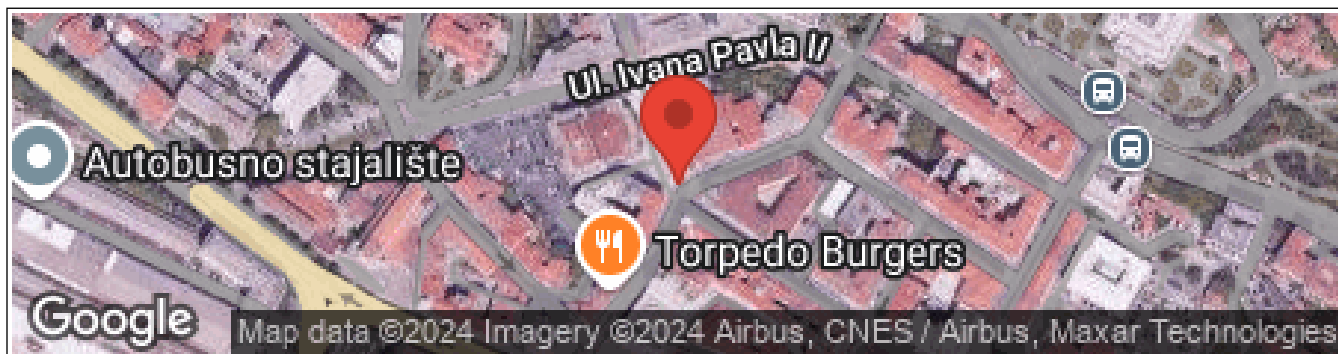 Ul. Ivana Pavla II
Autobusno stajalište
Torpedo Burgers
Google
Map data ©2024 Imagery ©2024 Airbus, CNES / Airbus, Maxar Technologies